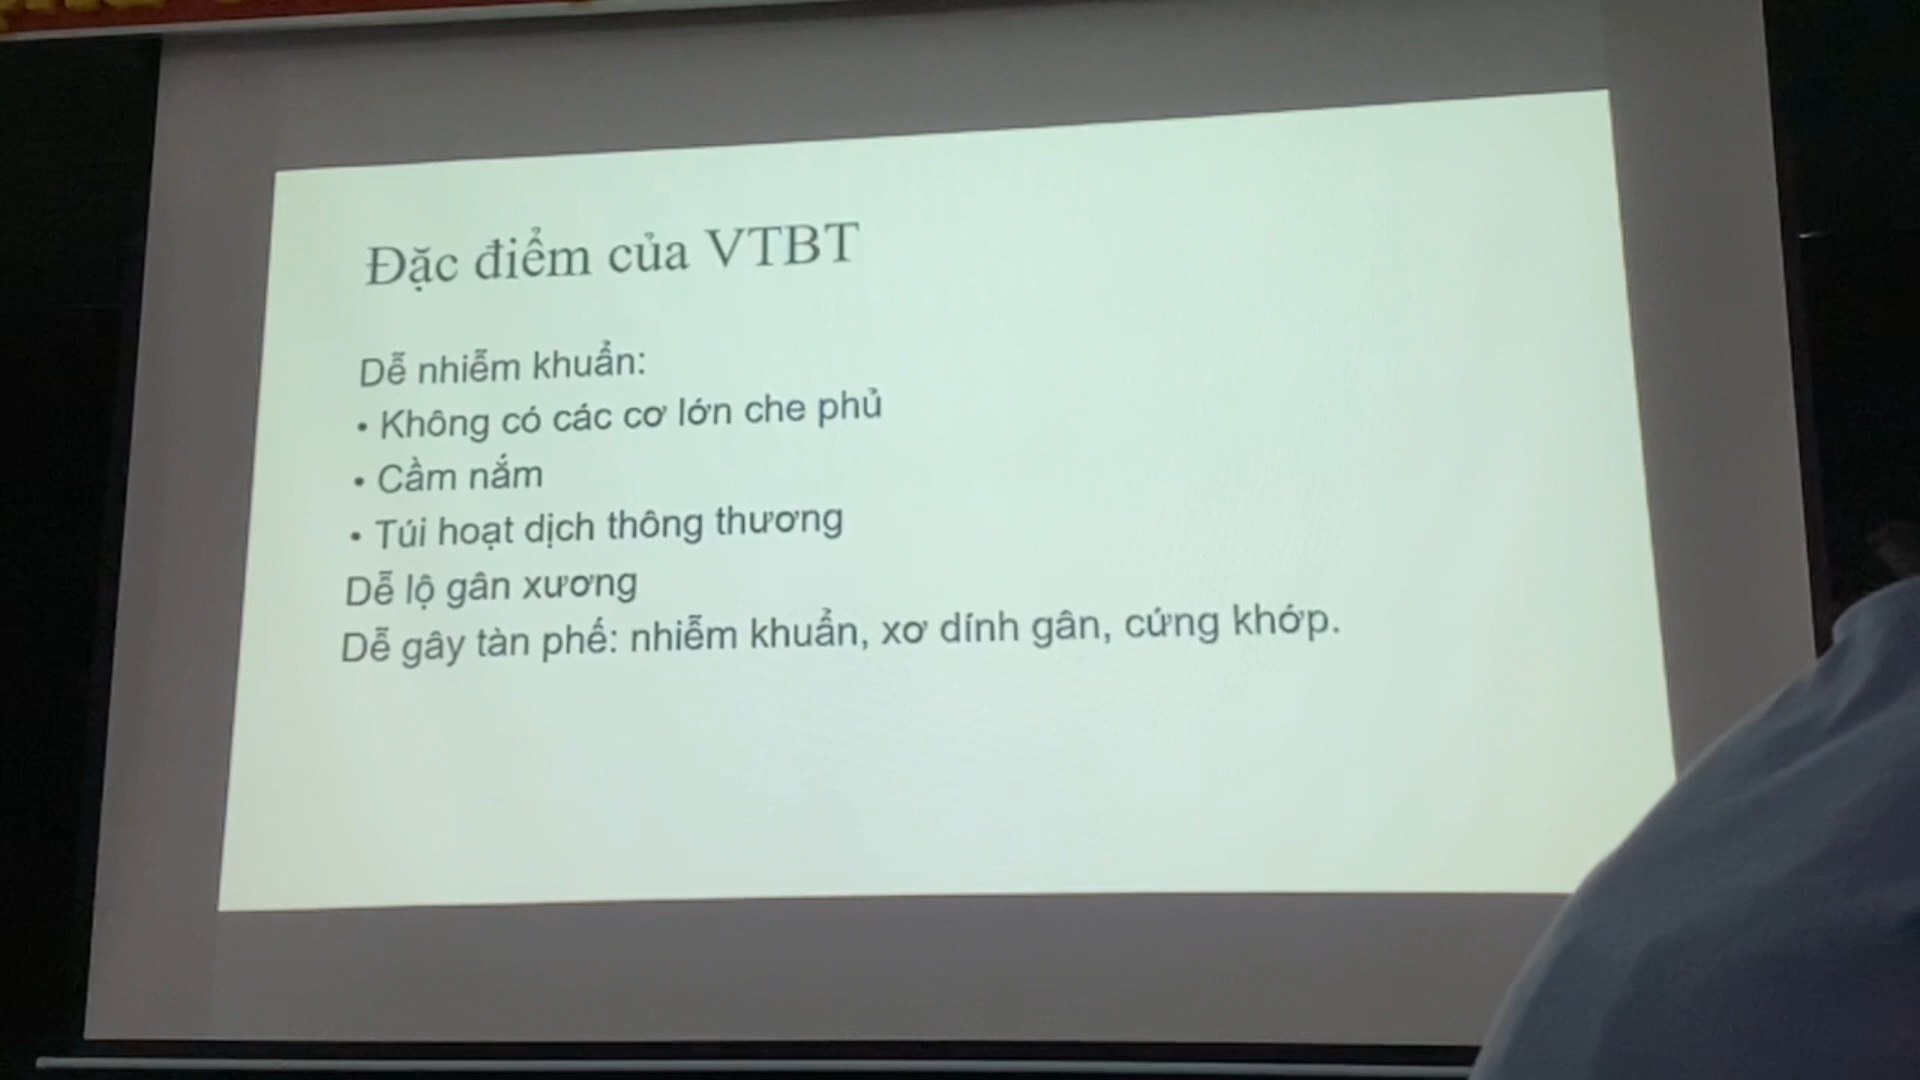 Đặc điểm của VTBT
Dễ nhiễm khuẩn:
• Không có các cơ lớn che phủ
• Cầm nắm
• Túi hoạt dịch thông thương
Dễ lộ gân xương
Dễ gây tàn phế: nhiễm khuẩn, xơ dính gân, cứng khớp.